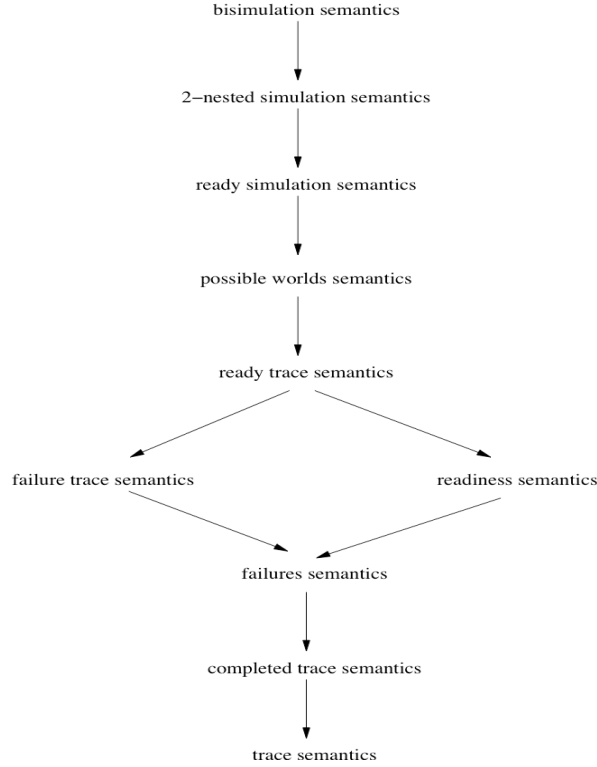 bisimulation semantics
2−nested simulation semantics
ready simulation semantics
possible worlds semantics
ready trace semantics
failure trace semantics
readiness semantics
failures semantics
completed trace semantics
trace semantics